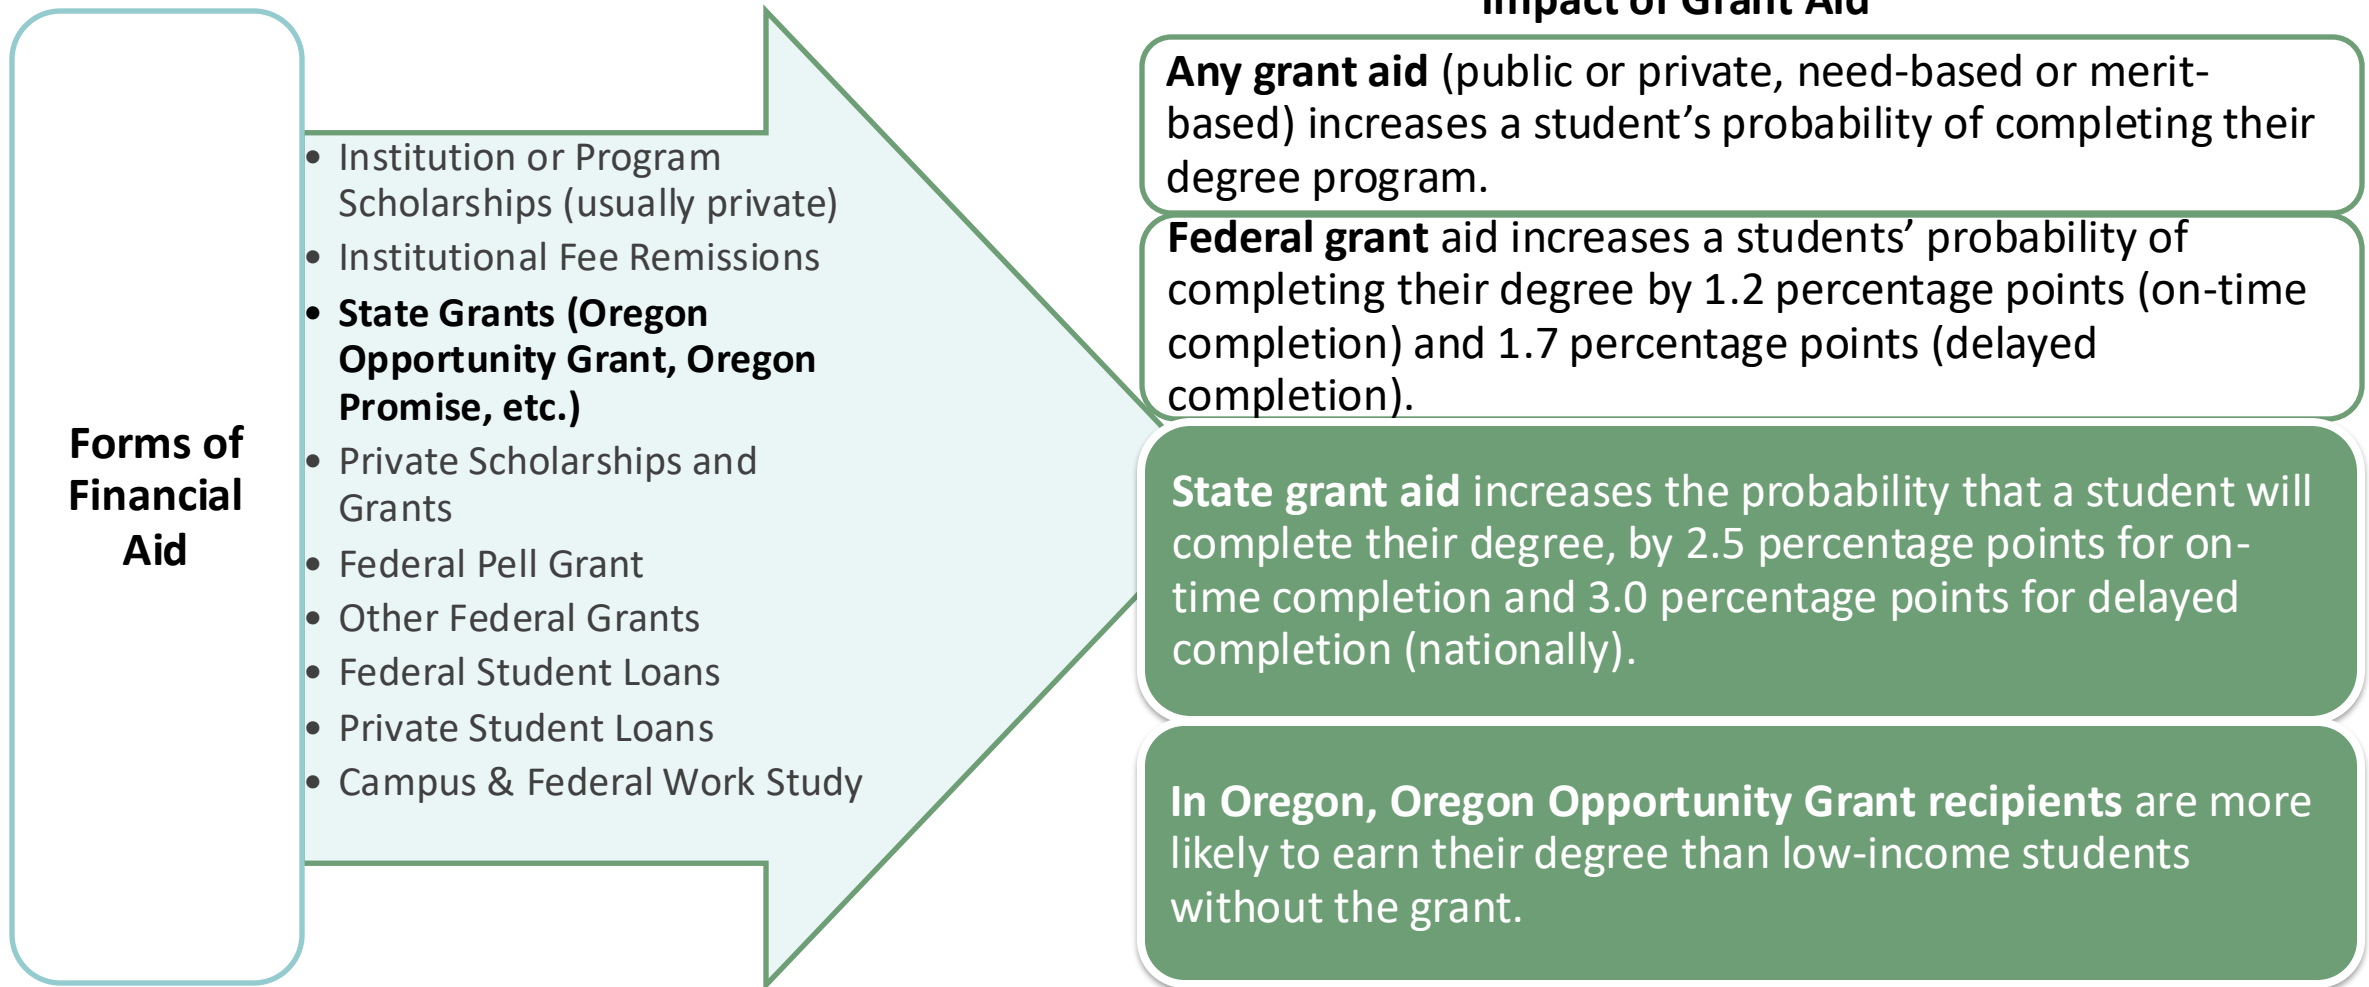 Forms of
Financial
Aid
• Institution or Program
Scholarships (usually private)
• Institutional Fee Remissions
• State Grants (Oregon
Opportunity Grant, Oregon
Promise, etc.)
• Private Scholarships and
Grants
• Federal Pell Grant
• Other Federal Grants
• Federal Student Loans
• Private Student Loans
• Campus & Federal Work Study
Impact of Grant Aid
Any grant aid (public or private, need-based or merit-
based) increases a student’s probability of completing their
degree program.
Federal grant aid increases a students’ probability of
completing their degree by 1.2 percentage points (on-time
completion) and 1.7 percentage points (delayed
completion).
State grant aid increases the probability that a student will
complete their degree, by 2.5 percentage points for on-
time completion and 3.0 percentage points for delayed
completion (nationally).
In Oregon, Oregon Opportunity Grant recipients are more
likely to earn their degree than low-income students
without the grant.